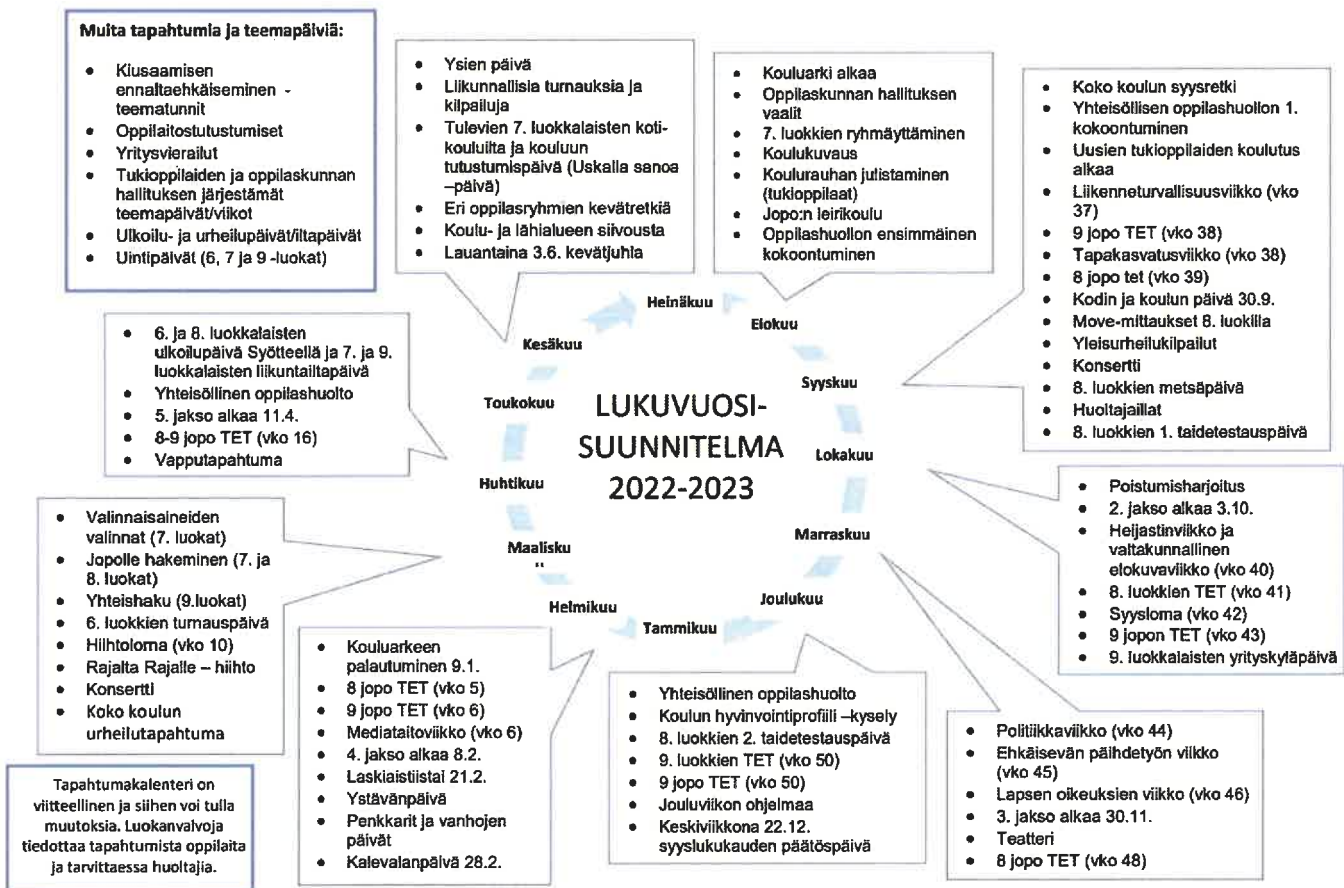 Muita tapahtumia ja teemapäiviä:
• Kiusaamisen
ennaltaehkäiseminen -
teematunnit
• Oppilaitostutustumiset
• Yritysvierailut
• Tukioppilaiden ja oppilaskunnan
hallituksen järjestämät
teemapäivät/viikot
• Ulkoilu- ja urheilupäivät/iltapäivät
• Uintipäivät (6, 7 ja 9 -luokat)
• Ysien päivä
• Liikunnallisia turnauksia ja
kilpailuja
• Tulevien 7. luokkalaisten koti-
kouluilta ja kouluun
tutustumispäivä (Uskalla sanoa
–päivä)
• Eri oppilasryhmien kevätretkiä
• Koulu- ja lähialueen siivousta
• Lauantaina 3.6. kevätjuhla
• Kouluarki alkaa
• Oppilaskunnan hallituksen
vaalit
• 7. luokkien ryhmäyttäminen
• Koulukuvaus
• Koulurauhan julistaminen
(tukioppilaat)
• Jopo:n leirikoulu
• Oppilashuollon ensimmäinen
kokoontuminen
• Koko koulun syysretki
• Yhteisöllisen oppilashuollon 1.
kokoontuminen
• Uusien tukioppilaiden koulutus
alkaa
• Liikenneturvallisuusviikko (vko
37)
• 9 jopo TET (vko 38)
• Tapakasvatusviikko (vko 38)
• 8 jopo tet (vko 39)
• Kodin ja koulun päivä 30.9.
• Move-mittaukset 8. luokilla
• Yleisurheilukilpailut
• Konsertti
• 8. luokkien metsäpäivä
• Huoltajaillat
• 8. luokkien 1. taidetestauspäivä
• 6. ja 8. luokkalaisten
ulkoilupäivä Syötteellä ja 7. ja 9.
luokkalaisten liikuntailtapäivä
• Yhteisöllinen oppilashuolto
• 5. jakso alkaa 11.4.
• 8-9 jopo TET (vko 16)
• Vapputapahtuma
Heinäkuu
Elokuu
Syyskuu
Lokakuu
Marraskuu
Joulukuu
Tammikuu
Helmikuu
Maalisku
..
Huhtikuu
Toukokuu
Kesäkuu
LUKUVUOSI-
SUUNNITELMA
2022-2023
• Valinnaisaineiden
valinnat (7. luokat)
• Jopolle hakeminen (7. ja
8. luokat)
• Yhteishaku (9.luokat)
• 6. luokkien turnauspäivä
• Hiihtoloma (vko 10)
• Rajalta Rajalle – hiihto
• Konsertti
• Koko koulun
urheilutapahtuma
• Poistumisharjoitus
• 2. jakso alkaa 3.10.
• Heijastinviikko ja
valtakunnallinen
elokuvaviikko (vko 40)
• 8. luokkien TET (vko 41)
• Syysloma (vko 42)
• 9 jopon TET (vko 43)
• 9. luokkalaisten yrityskyläpäivä
• Kouluarkeen
palautuminen 9.1.
• 8 jopo TET (vko 5)
• 9 jopo TET (vko 6)
• Mediataitoviikko (vko 6)
• 4. jakso alkaa 8.2.
• Laskiaistiistai 21.2.
• Ystävänpäivä
• Penkkarit ja vanhojen
päivät
• Kalevalanpäivä 28.2.
• Yhteisöllinen oppilashuolto
• Koulun hyvinvointiprofiili –kysely
• 8. luokkien 2. taidetestauspäivä
• 9. luokkien TET (vko 50)
• 9 jopo TET (vko 50)
• Jouluviikon ohjelmaa
• Keskiviikkona 22.12.
syyslukukauden päätöspäivä
• Politiikkaviikko (vko 44)
• Ehkäisevän päihdetyön viikko
(vko 45)
• Lapsen oikeuksien viikko (vko 46)
• 3. jakso alkaa 30.11.
• Teatteri
• 8 jopo TET (vko 48)
Tapahtumakalenteri on
viitteellinen ja siihen voi tulla
muutoksia. Luokanvalvoja
tiedottaa tapahtumista oppilaita
ja tarvittaessa huoltajia.